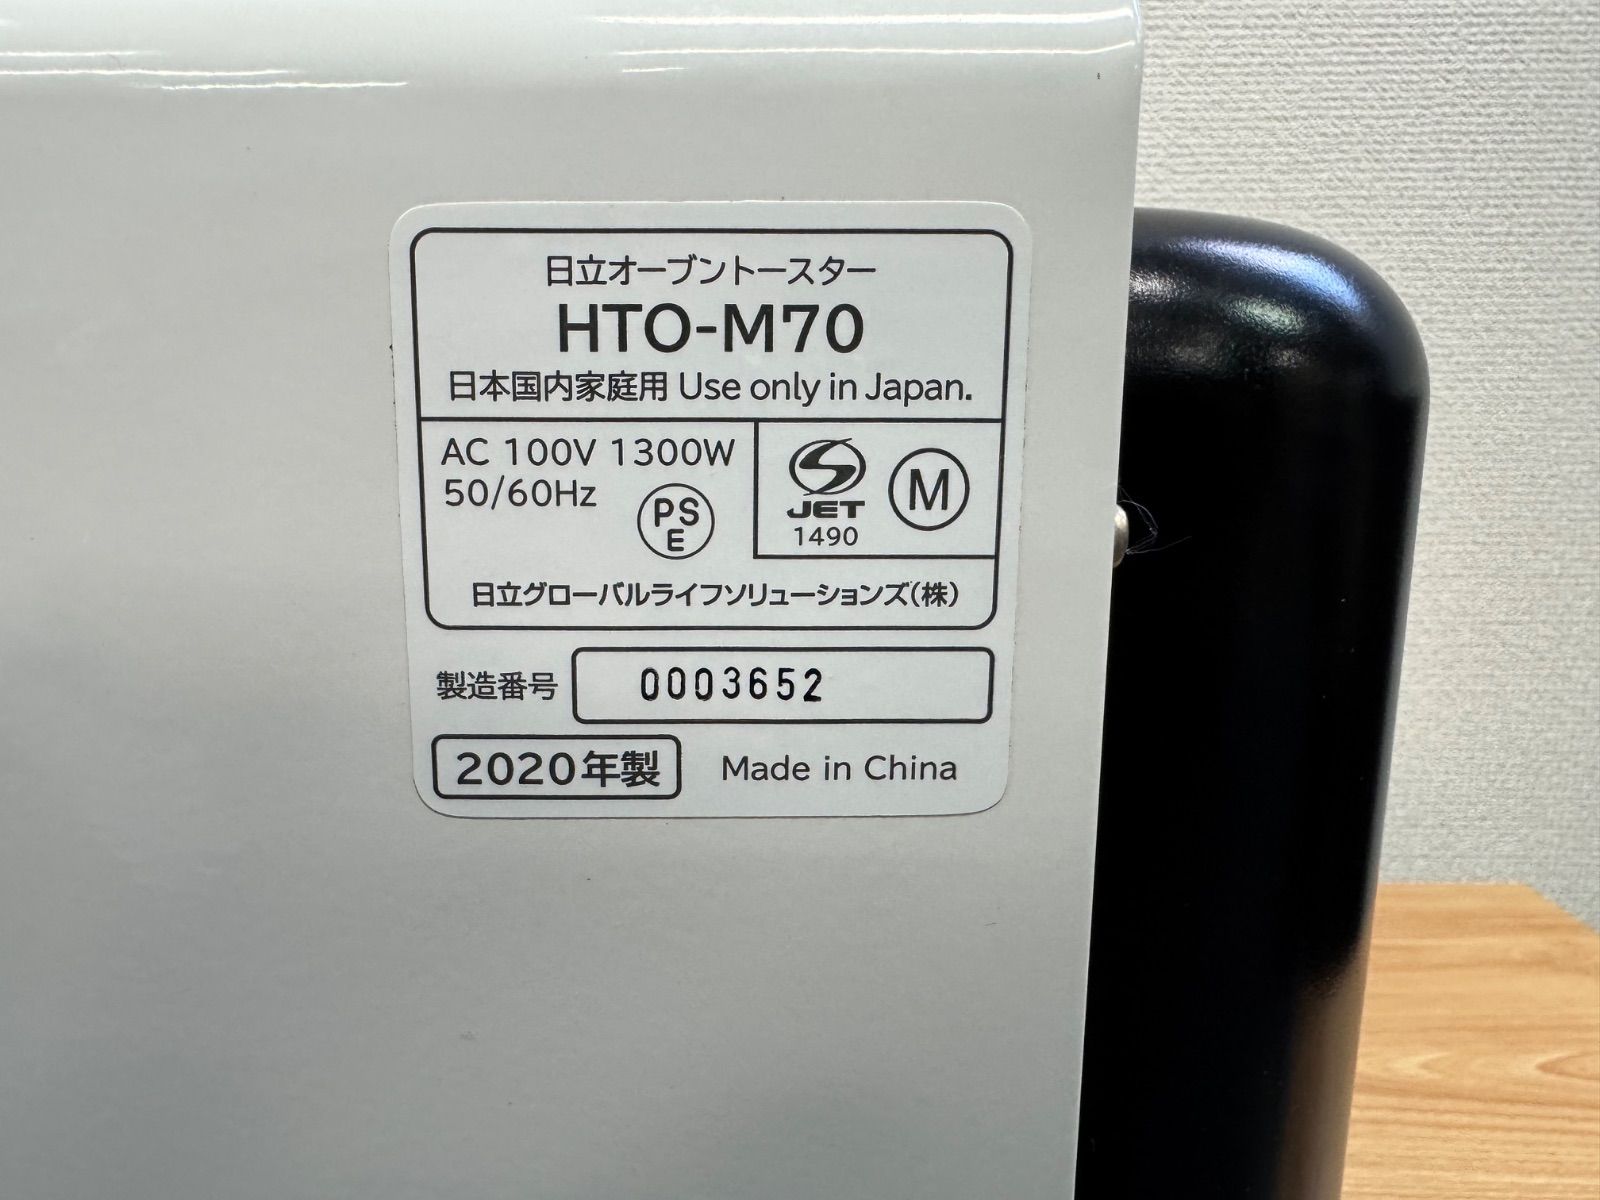 日立オーブントースター
HTO-M70
日本国内家庭用 Use only in Japan.
AC 100V 1300W
50/60Hz
PS
E
JET
1490
M
日立グローバルライフソリューションズ(株)
製造番号 0003652
2020年製 Made in China